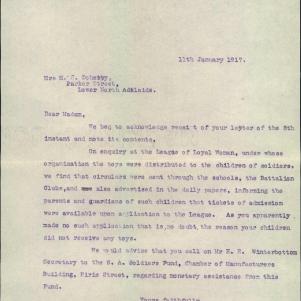 11th January 1917.
Mrs M. C. Cohsby,
Parker Street,
Lower North Adelaide.
Dear Madam,
We beg to acknowledge receipt of your leyter of the 8th
instant and note its contents.
On enquiry at the League of Loyal Women, under whose
organisation the toys were distributed to the children of soldiers,
we find that circulars were sent through the schools, the Battalion
Clubs,and also advertised in the daily papers, informing the
parents and guardians of such children that tickets of admission
were available upon application to the League. As you apparently
made no such application that is,no doubt,the reason your children
did not receive any toys.
We would advise that you call on Mr H. E. Winterbottom
Secretary to the S. A. Soldiers Fund, Chamber of Manufacturers
Building, Pirie Street, regarding monetary assistance from this
Fund.
Yours faithfully